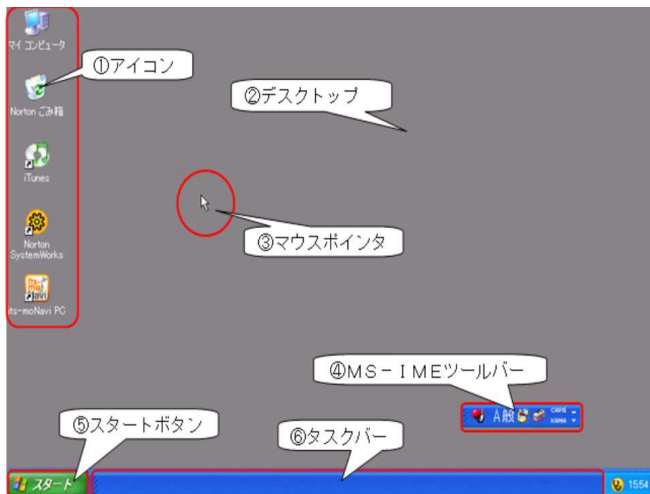 マイ コンピュータ
①アイコン
②デスクトップ
Norton ごみ箱
iTunes
③マウスポインタ
Norton
SystemWorks
its-moNavi PC
④ＭＳ－ＩＭＥツールバー
A般
CAPS
KANA
⑤スタートボタン
⑥タスクバー
スタート
15:54